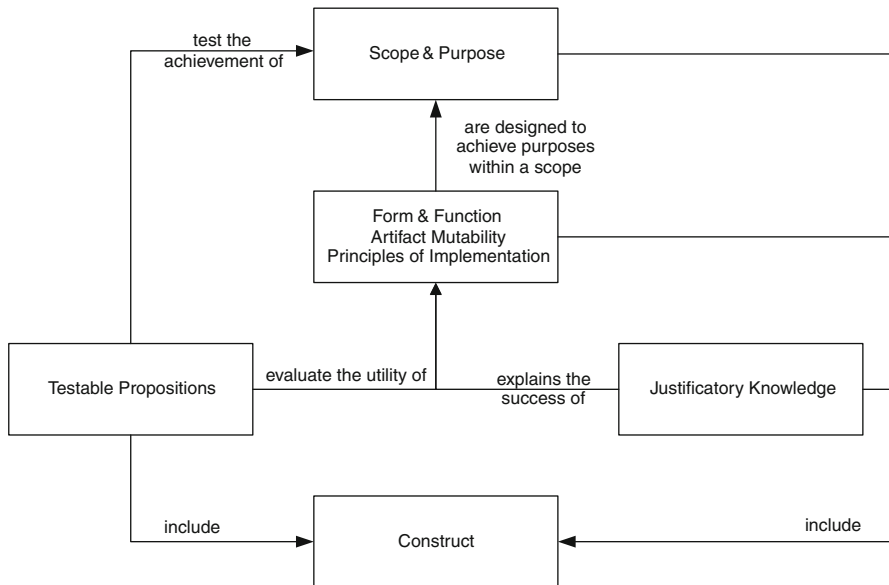 test the
achievement of
Scope & Purpose
are designed to
achieve purposes
within a scope
Form & Function
Artifact Mutability
Principles of Implementation
Testable Propositions
evaluate the utility of
explains the
success of
Justificatory Knowledge
include
Construct
include